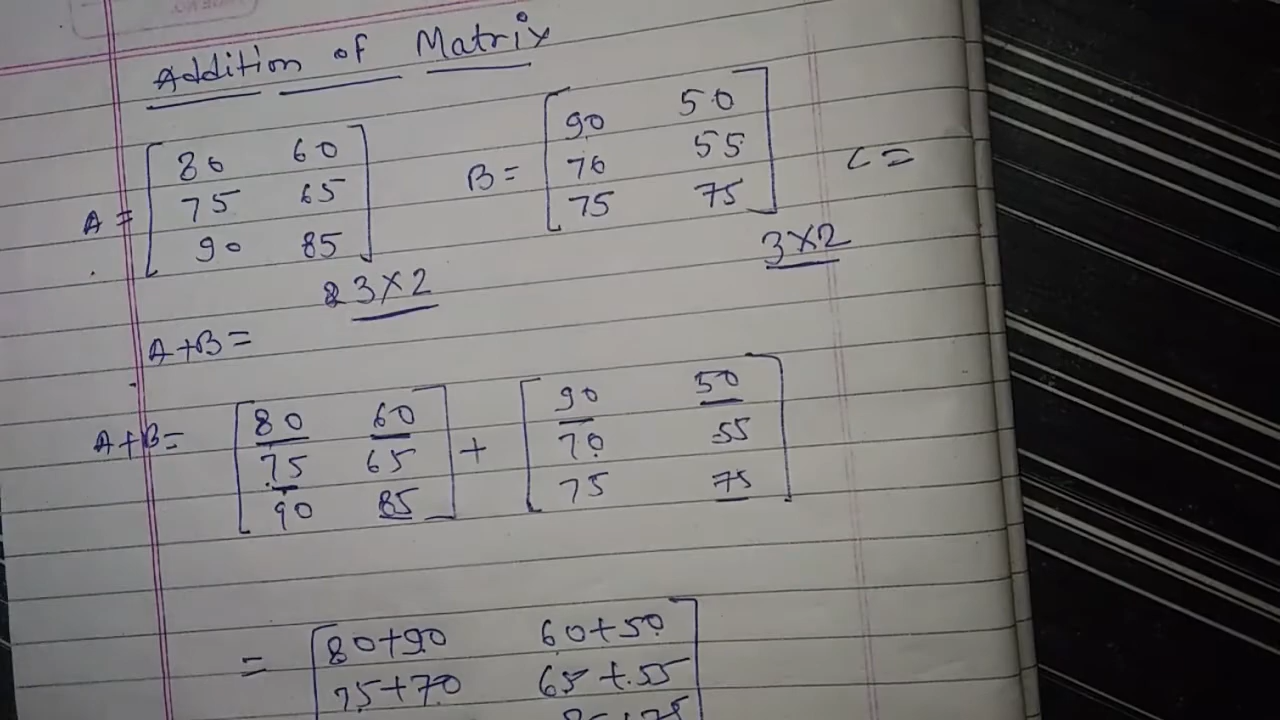 Addition of Matrix
A = [ 80 60 B = [ 90 50
75 65 70 55 C =
90 85 ] 75 75 ]
3×2 3×2
A+B=
A+B= [ 80 60 + [ 90 50
75 65 70 55
90 85 ] 75 75 ]
= [ 80+90 60+50
75+70 65+55